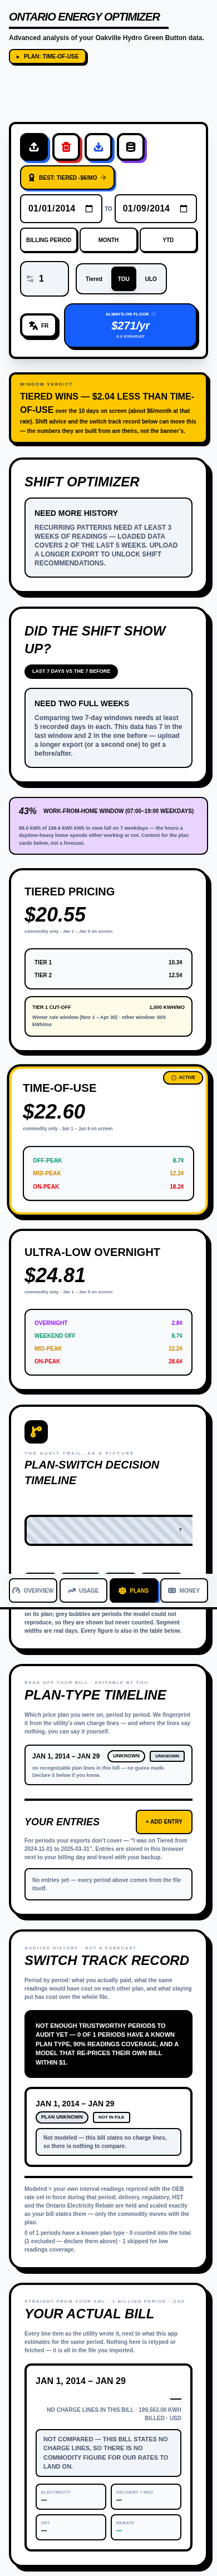 ONTARIO ENERGY OPTIMIZER
Advanced analysis of your Oakville Hydro Green Button data.
PLAN: TIME-OF-USE
BEST: TIERED -$6/MO
01/01/2014
TO
01/09/2014
BILLING PERIOD
MONTH
YTD
1
Tiered
TOU
ULO
FR
ALWAYS-ON FLOOR
$271/yr
6.6 KWH/DAY
WINDOW VERDICT
TIERED WINS — $2.04 LESS THAN TIME-
OF-USE over the 10 days on screen (about $6/month at that
rate). Shift advice and the switch track record below can move this
— the numbers they are built from are theirs, not the banner's.
SHIFT OPTIMIZER
NEED MORE HISTORY
RECURRING PATTERNS NEED AT LEAST 3
WEEKS OF READINGS — LOADED DATA
COVERS 2 OF THE LAST 5 WEEKS. UPLOAD
A LONGER EXPORT TO UNLOCK SHIFT
RECOMMENDATIONS.
DID THE SHIFT SHOW
UP?
LAST 7 DAYS VS THE 7 BEFORE
NEED TWO FULL WEEKS
Comparing two 7-day windows needs at least
5 recorded days in each. This data has 7 in the
last window and 2 in the one before — upload
a longer export (or a second one) to get a
before/after.
43%
WORK-FROM-HOME WINDOW (07:00–19:00 WEEKDAYS)
86.0 kWh of 199.6 kWh in view fall on 7 weekdays — the hours a
daytime-heavy home spends either working or not. Context for the plan
cards below, not a forecast.
TIERED PRICING
$20.55
commodity only · Jan 1 – Jan 9 on screen
TIER 1
10.3¢
TIER 2
12.5¢
TIER 1 CUT-OFF
1,000 KWH/MO
Winter rate window (Nov 1 – Apr 30) · other window: 600
kWh/mo
ACTIVE
TIME-OF-USE
$22.60
commodity only · Jan 1 – Jan 9 on screen
OFF-PEAK
8.7¢
MID-PEAK
12.2¢
ON-PEAK
18.2¢
ULTRA-LOW OVERNIGHT
$24.81
commodity only · Jan 1 – Jan 9 on screen
OVERNIGHT
2.8¢
WEEKEND OFF
8.7¢
MID-PEAK
12.2¢
ON-PEAK
28.6¢
THE AUDIT TRAIL, AS A PICTURE
PLAN-SWITCH DECISION
TIMELINE
?
OVERVIEW
USAGE
PLANS
MONEY
on its plan; grey bubbles are periods the model could not
reproduce, so they are shown but never counted. Segment
widths are real days. Every figure is also in the table below.
READ OFF YOUR BILL · EDITABLE BY YOU
PLAN-TYPE TIMELINE
Which price plan you were on, period by period. We fingerprint
it from the utility's own charge lines — and where the lines say
nothing, you can say it yourself.
JAN 1, 2014 – JAN 29
UNKNOWN
UNKNOWN
no recognizable plan lines in this bill — no guess made.
Declare it below if you know.
YOUR ENTRIES
+ ADD ENTRY
For periods your exports don't cover — “I was on Tiered from
2024-11-01 to 2025-03-31”. Entries are stored in this browser
next to your billing day and travel with your backup.
No entries yet — every period above comes from the file
itself.
AUDITED HISTORY · NOT A FORECAST
SWITCH TRACK RECORD
Period by period: what you actually paid, what the same
readings would have cost on each other plan, and what staying
put has cost over the whole file.
NOT ENOUGH TRUSTWORTHY PERIODS TO
AUDIT YET — 0 OF 1 PERIODS HAVE A KNOWN
PLAN TYPE, 90% READINGS COVERAGE, AND A
MODEL THAT RE-PRICES THEIR OWN BILL
WITHIN $1.
JAN 1, 2014 – JAN 29
PLAN UNKNOWN
NOT IN FILE
Not modeled — this bill states no charge lines,
so there is nothing to compare.
Modeled = your own interval readings repriced with the OEB
rate set in force during that period; delivery, regulatory, HST
and the Ontario Electricity Rebate are held and scaled exactly
as your bill states them — only the commodity moves with the
plan.
0 of 1 periods have a known plan type · 0 counted into the total
(1 excluded — declare them above) · 1 skipped for low
readings coverage.
STRAIGHT FROM YOUR XML · 1 BILLING PERIOD · USD
YOUR ACTUAL BILL
Every line item as the utility wrote it, next to what this app
estimates for the same period. Nothing here is retyped or
fetched — it is all in the file you imported.
JAN 1, 2014 – JAN 29
—
NO CHARGE LINES IN THIS BILL · 199,563.00 KWH
BILLED · USD
NOT COMPARED — THIS BILL STATES NO
CHARGE LINES, SO THERE IS NO
COMMODITY FIGURE FOR OUR RATES TO
LAND ON.
ELECTRICITY
—
DELIVERY + REG
—
HST
—
REBATE
—